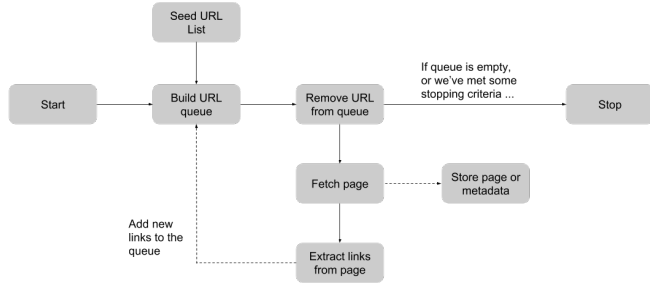 Seed URL
List
Start
Build URL
queue
Remove URL
from queue
If queue is empty,
or we've met some
stopping criteria ...
Stop
Fetch page
Store page or
metadata
Add new
links to the
queue
Extract links
from page